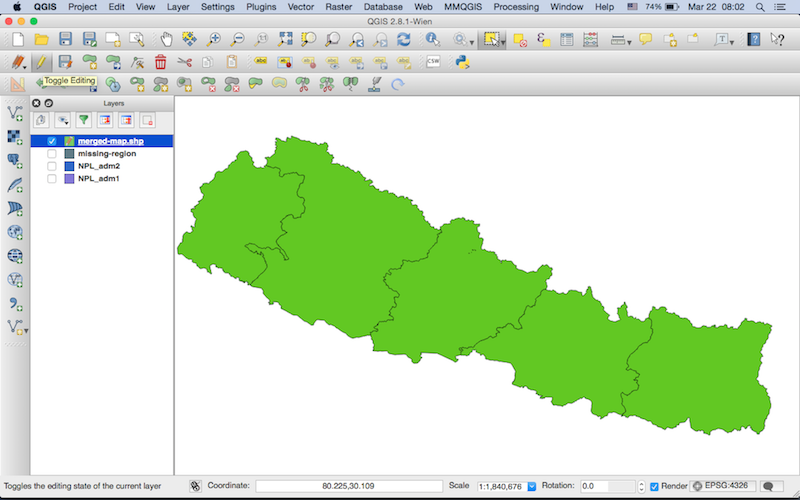 QGIS Project Edit View Layer Settings Plugins Vector Raster Database Web MMQGIS Processing Window Help 74% Mar 22 08:02
QGIS 2.8.1-Wien
Toggle Editing
CSW
Layers
merged-map.shp
missing-region
NPL_adm2
NPL_adm1
Toggles the editing state of the current layer Coordinate: 80.225,30.109 Scale 1:1,840,676 Rotation: 0.0 Render EPSG:4326